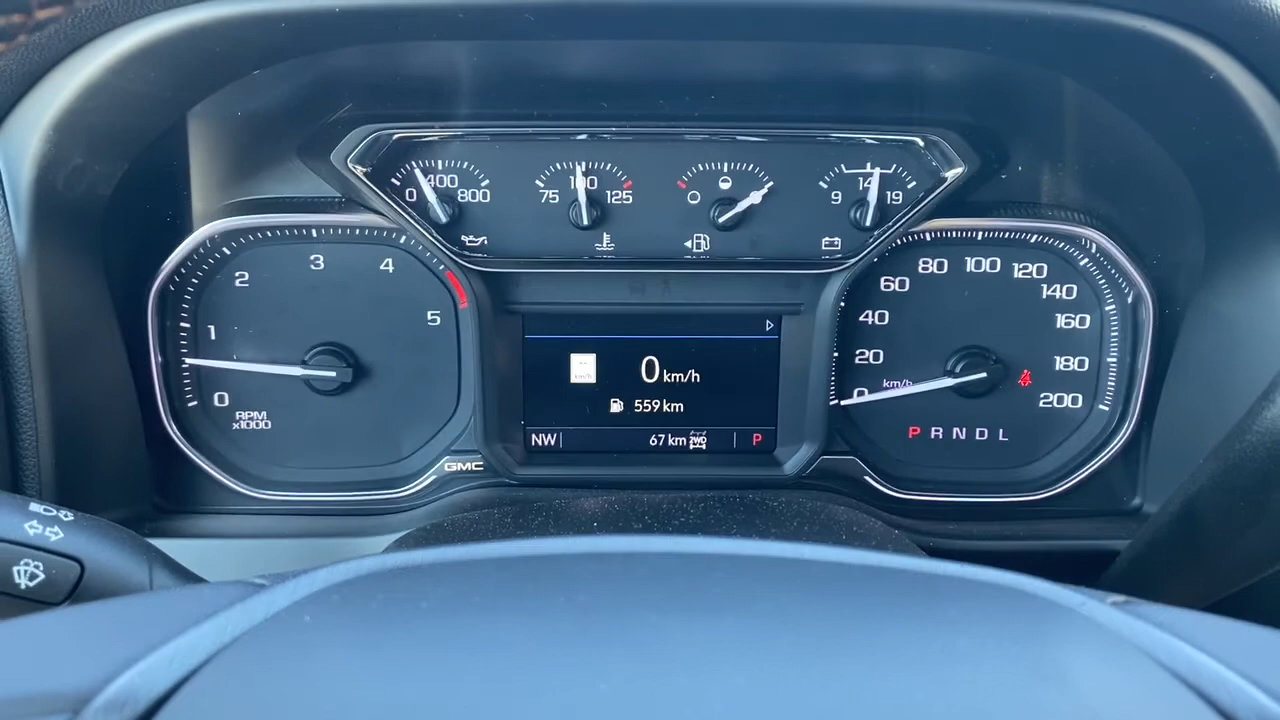 0 400 800
75 100 125
9 14 19
0 1 2 3 4 5
RPM
x1000
GMC
0 km/h
559 km
NW
67 km
2WD
P
0 20 40 60 80 100 120 140 160 180 200
km/h
P R N D L